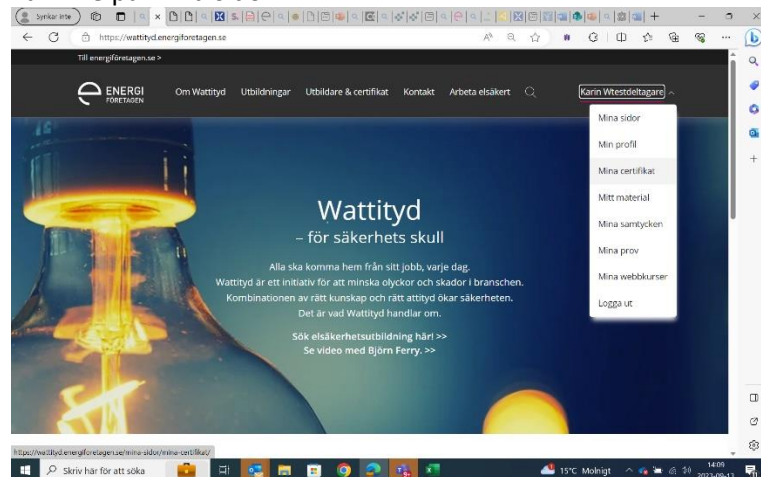 Synkar inte
https://wattityd.energiforetagen.se
Till energiföretagen.se >
ENERGI
FÖRETAGEN
Om Wattityd Utbildningar Utbildare & certifikat Kontakt Arbeta elsäkert
Karin Wtestdeltagare
Mina sidor
Min profil
Mina certifikat
Mitt material
Mina samtycken
Mina prov
Mina webbkurser
Logga ut
Wattityd
– för säkerhets skull
Alla ska komma hem från sitt jobb, varje dag.
Wattityd är ett initiativ för att minska olyckor och skador i branschen.
Kombinationen av rätt kunskap och rätt attityd ökar säkerheten.
Det är vad Wattityd handlar om.
Sök elsäkerhetsutbildning här! >>
Se video med Björn Ferry. >>
https://wattityd.energiforetagen.se/mina-sidor/mina-certifikat/
Skriv här för att söka
15°C Molnigt
14:09
2023-09-13